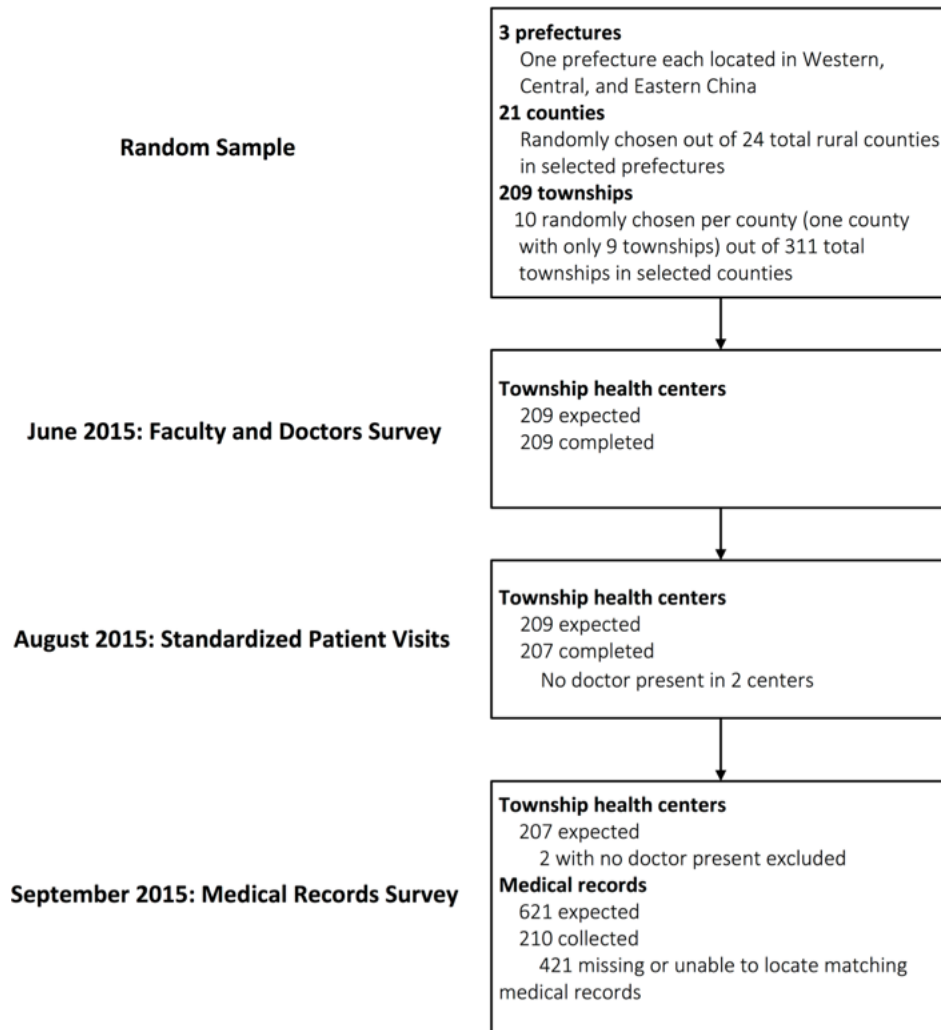 Random Sample
3 prefectures
One prefecture each located in Western,
Central, and Eastern China
21 counties
Randomly chosen out of 24 total rural counties
in selected prefectures
209 townships
10 randomly chosen per county (one county
with only 9 townships) out of 311 total
townships in selected counties
June 2015: Faculty and Doctors Survey
Township health centers
209 expected
209 completed
August 2015: Standardized Patient Visits
Township health centers
209 expected
207 completed
No doctor present in 2 centers
September 2015: Medical Records Survey
Township health centers
207 expected
2 with no doctor present excluded
Medical records
621 expected
210 collected
421 missing or unable to locate matching
medical records